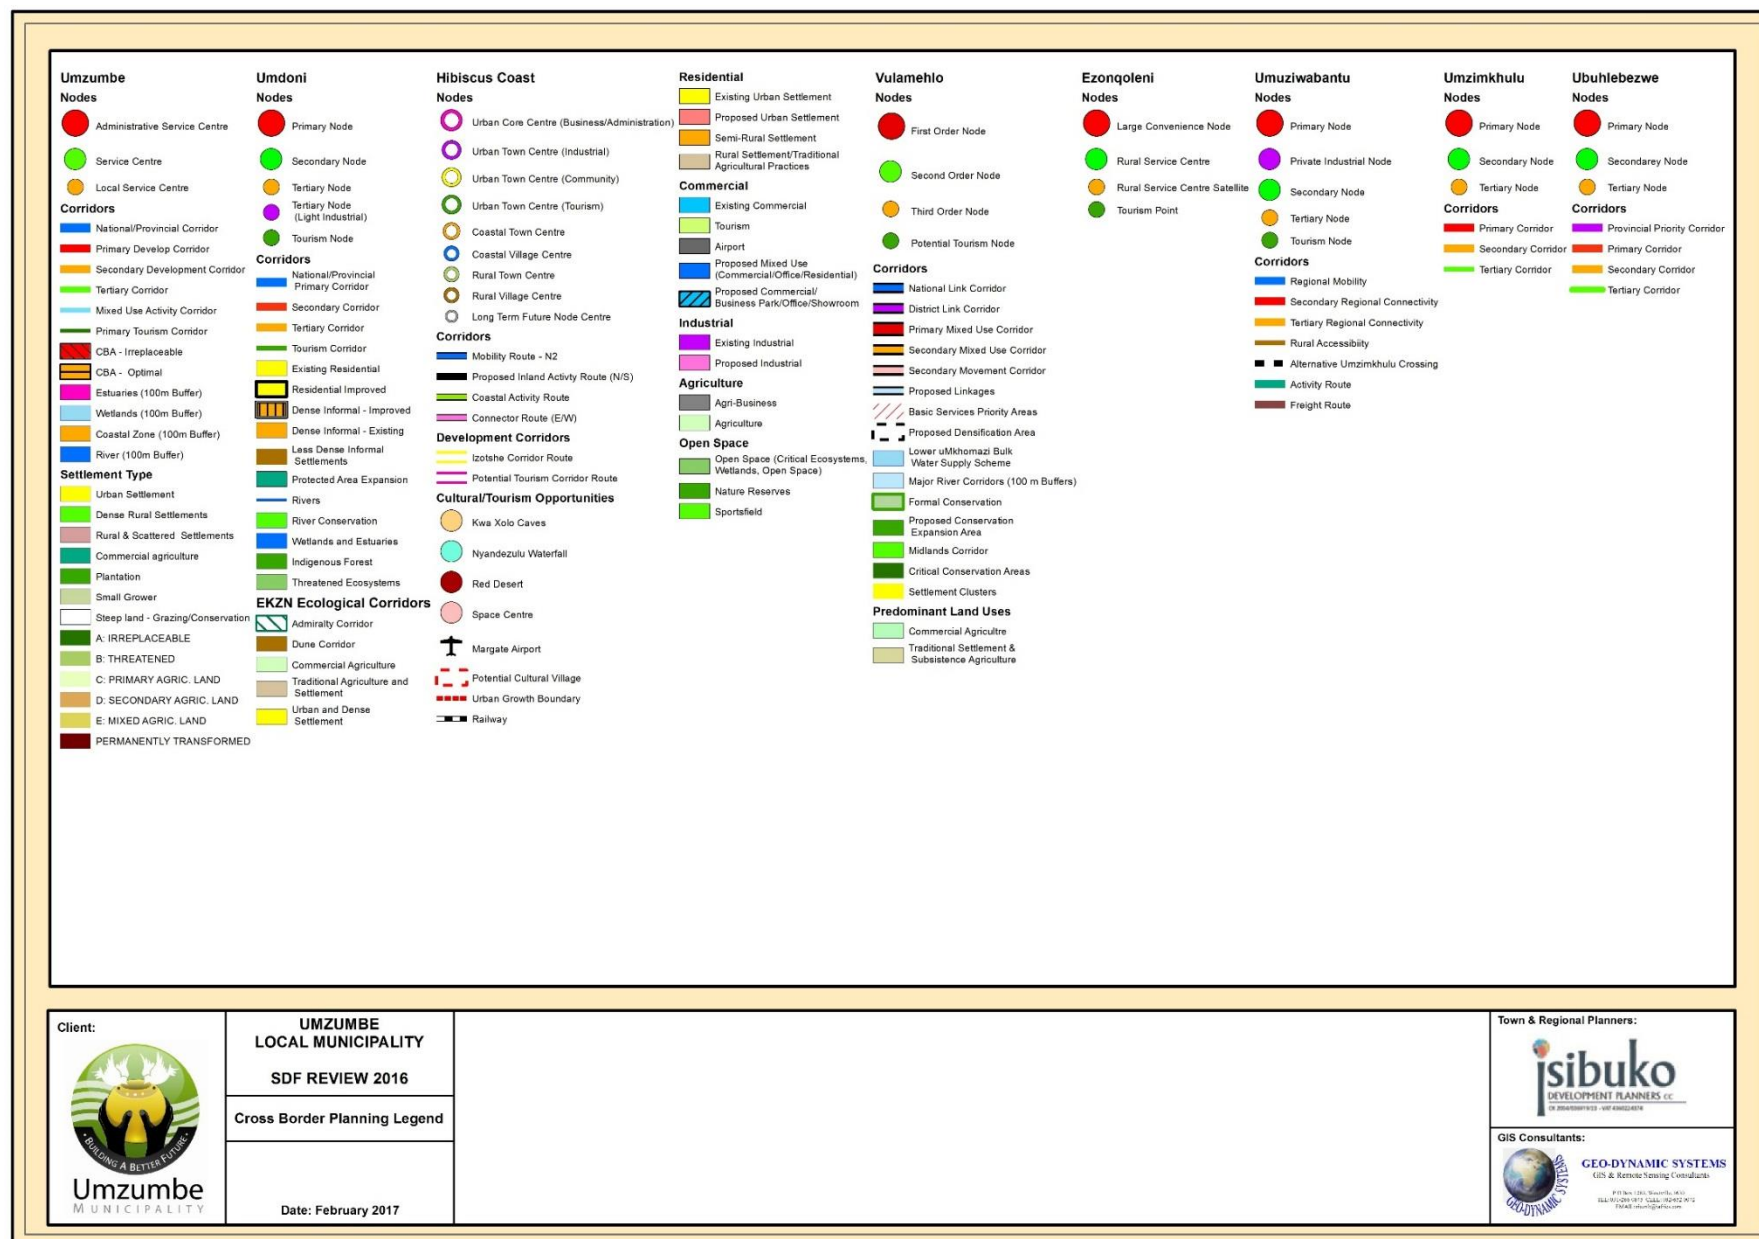 Umzumbe
Nodes
Administrative Service Centre
Service Centre
Local Service Centre
Corridors
National/Provincial Corridor
Primary Develop Corridor
Secondary Development Corridor
Tertiary Corridor
Mixed Use Activity Corridor
Primary Tourism Corridor
CBA - Irreplaceable
CBA - Optimal
Estuaries (100m Buffer)
Wetlands (100m Buffer)
Coastal Zone (100m Buffer)
River (100m Buffer)
Settlement Type
Urban Settlement
Dense Rural Settlements
Rural & Scattered Settlements
Commercial agriculture
Plantation
Small Grower
Steep land - Grazing/Conservation
A: IRREPLACEABLE
B: THREATENED
C: PRIMARY AGRIC. LAND
D: SECONDARY AGRIC. LAND
E: MIXED AGRIC. LAND
PERMANENTLY TRANSFORMED
Umdoni
Nodes
Primary Node
Secondary Node
Tertiary Node
Tertiary Node
(Light Industrial)
Tourism Node
Corridors
National/Provincial
Primary Corridor
Secondary Corridor
Tertiary Corridor
Tourism Corridor
Existing Residential
Residential Improved
Dense Informal - Improved
Dense Informal - Existing
Less Dense Informal
Settlements
Protected Area Expansion
Rivers
River Conservation
Wetlands and Estuaries
Indigenous Forest
Threatened Ecosystems
EKZN Ecological Corridors
Admiralty Corridor
Dune Corridor
Commercial Agriculture
Traditional Agriculture and
Settlement
Urban and Dense
Settlement
Hibiscus Coast
Nodes
Urban Core Centre (Business/Administration)
Urban Town Centre (Industrial)
Urban Town Centre (Community)
Urban Town Centre (Tourism)
Coastal Town Centre
Coastal Village Centre
Rural Town Centre
Rural Village Centre
Long Term Future Node Centre
Corridors
Mobility Route - N2
Proposed Inland Activty Route (N/S)
Coastal Activity Route
Connector Route (E/W)
Development Corridors
Izotshe Corridor Route
Potential Tourism Corridor Route
Cultural/Tourism Opportunities
Kwa Xolo Caves
Nyandezulu Waterfall
Red Desert
Space Centre
Margate Airport
Potential Cultural Village
Urban Growth Boundary
Railway
Residential
Existing Urban Settlement
Proposed Urban Settlement
Semi-Rural Settlement
Rural Settlement/Traditional
Agricultural Practices
Commercial
Existing Commercial
Tourism
Airport
Proposed Mixed Use
(Commercial/Office/Residential)
Proposed Commercial/
Business Park/Office/Showroom
Industrial
Existing Industrial
Proposed Industrial
Agriculture
Agri-Business
Agriculture
Open Space
Open Space (Critical Ecosystems,
Wetlands, Open Space)
Nature Reserves
Sportsfield
Vulamehlo
Nodes
First Order Node
Second Order Node
Third Order Node
Potential Tourism Node
Corridors
National Link Corridor
District Link Corridor
Primary Mixed Use Corridor
Secondary Mixed Use Corridor
Secondary Movement Corridor
Proposed Linkages
Basic Services Priority Areas
Proposed Densification Area
Lower uMkhomazi Bulk
Water Supply Scheme
Major River Corridors (100 m Buffers)
Formal Conservation
Proposed Conservation
Expansion Area
Midlands Corridor
Critical Conservation Areas
Settlement Clusters
Predominant Land Uses
Commercial Agricultre
Traditional Settlement &
Subsistence Agriculture
Ezonqoleni
Nodes
Large Convenience Node
Rural Service Centre
Rural Service Centre Satellite
Tourism Point
Umuziwabantu
Nodes
Primary Node
Private Industrial Node
Secondary Node
Tertiary Node
Tourism Node
Corridors
Regional Mobility
Secondary Regional Connectivity
Tertiary Regional Connectivity
Rural Accessibiity
Alternative Umzimkhulu Crossing
Activity Route
Freight Route
Umzimkhulu
Nodes
Primary Node
Secondary Node
Tertiary Node
Corridors
Primary Corridor
Secondary Corridor
Tertiary Corridor
Ubuhlebezwe
Nodes
Primary Node
Secondarey Node
Tertiary Node
Corridors
Provincial Priority Corridor
Primary Corridor
Secondary Corridor
Tertiary Corridor
Client:
BUILDING A BETTER FUTURE
Umzumbe
MUNICIPALITY
UMZUMBE
LOCAL MUNICIPALITY
SDF REVIEW 2016
Cross Border Planning Legend
Date: February 2017
Town & Regional Planners:
isibuko
DEVELOPMENT PLANNERS cc
GIS Consultants:
GEO-DYNAMIC SYSTEMS
GEO-DYNAMIC SYSTEMS
GIS & Remote Sensing Consultants